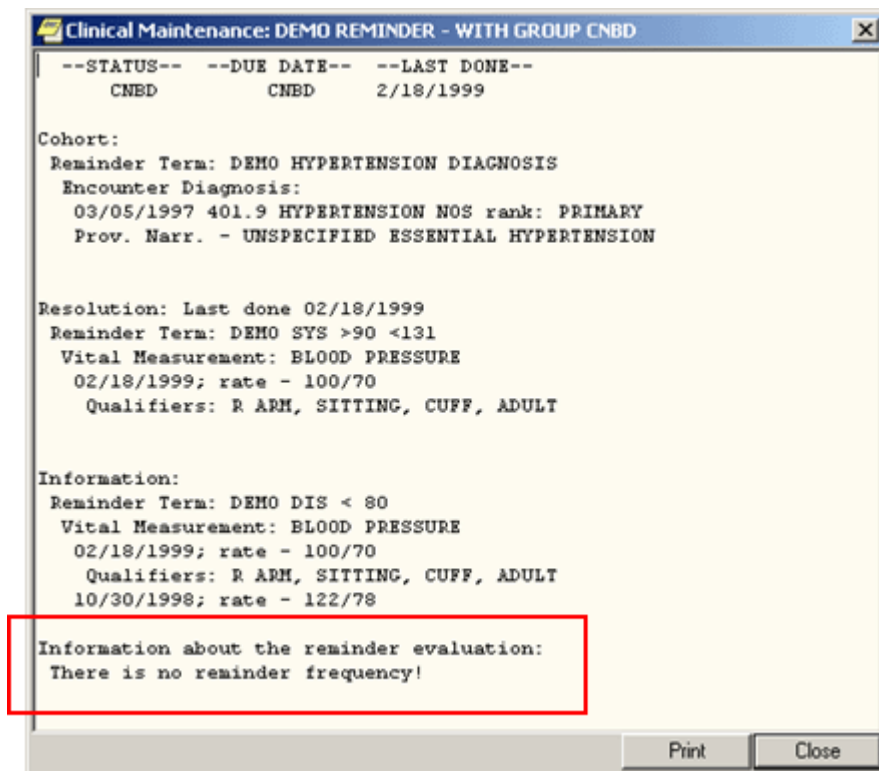 Clinical Maintenance: DEMO REMINDER - WITH GROUP CNBD
--STATUS-- --DUE DATE-- --LAST DONE--
CNBD CNBD 2/18/1999
Cohort:
Reminder Term: DEMO HYPERTENSION DIAGNOSIS
Encounter Diagnosis:
03/05/1997 401.9 HYPERTENSION NOS rank: PRIMARY
Prov. Narr. - UNSPECIFIED ESSENTIAL HYPERTENSION
Resolution: Last done 02/18/1999
Reminder Term: DEMO SYS >90 <131
Vital Measurement: BLOOD PRESSURE
02/18/1999; rate - 100/70
Qualifiers: R ARM, SITTING, CUFF, ADULT
Information:
Reminder Term: DEMO DIS < 80
Vital Measurement: BLOOD PRESSURE
02/18/1999; rate - 100/70
Qualifiers: R ARM, SITTING, CUFF, ADULT
10/30/1998; rate - 122/78
Information about the reminder evaluation:
There is no reminder frequency!
Print Close